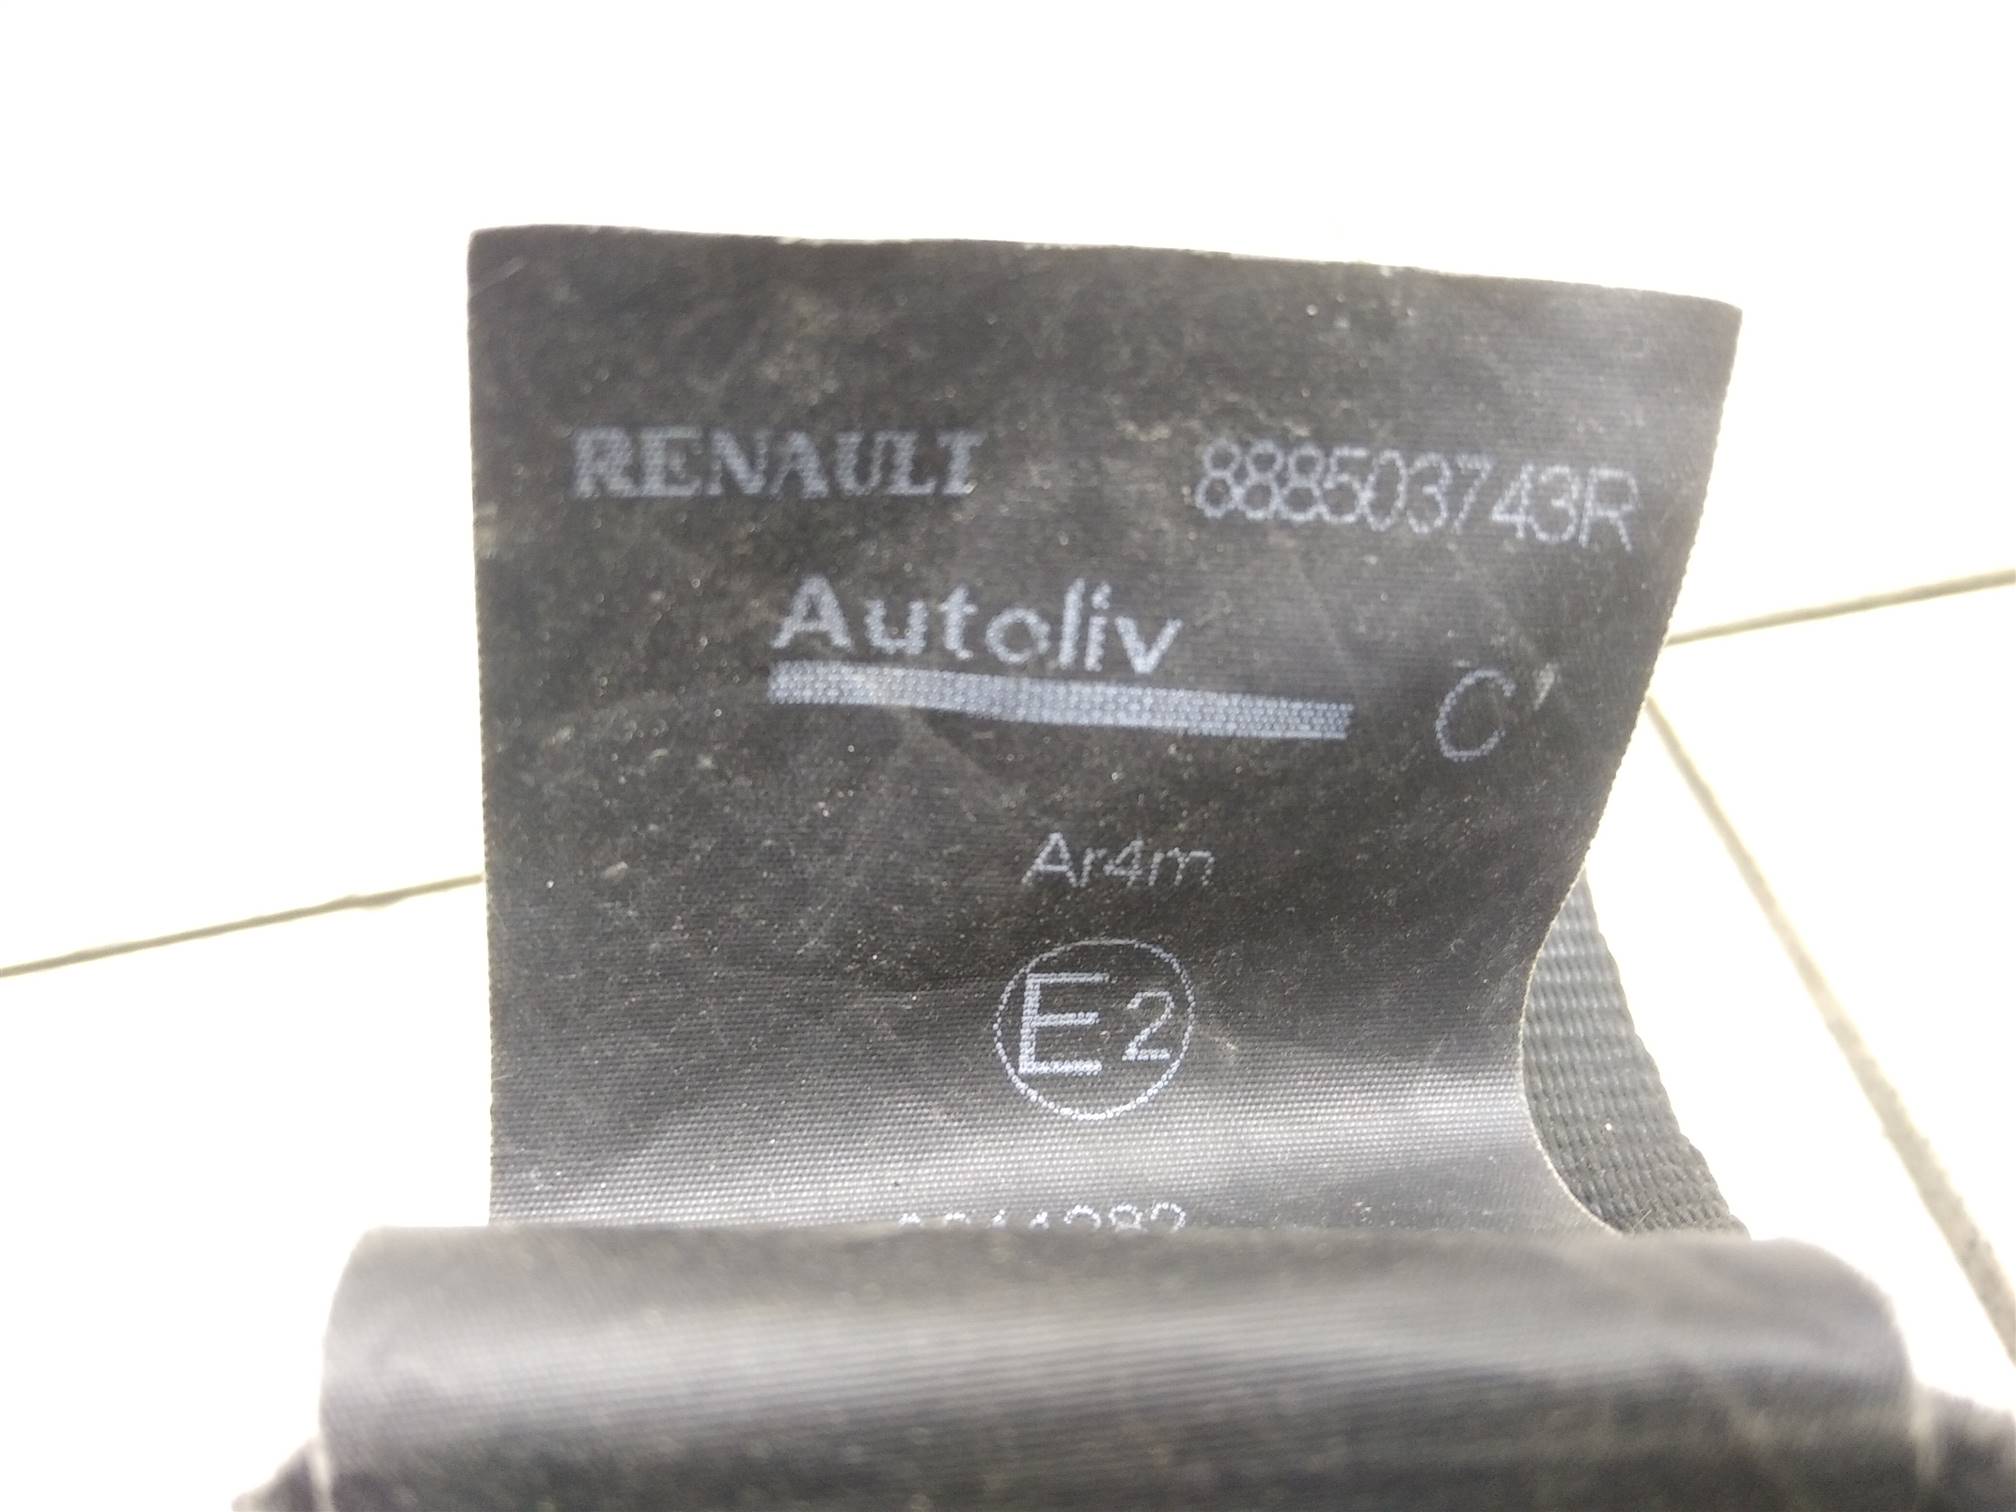 RENAULT 888503743R
Autoliv
C'
Ar4m
E2